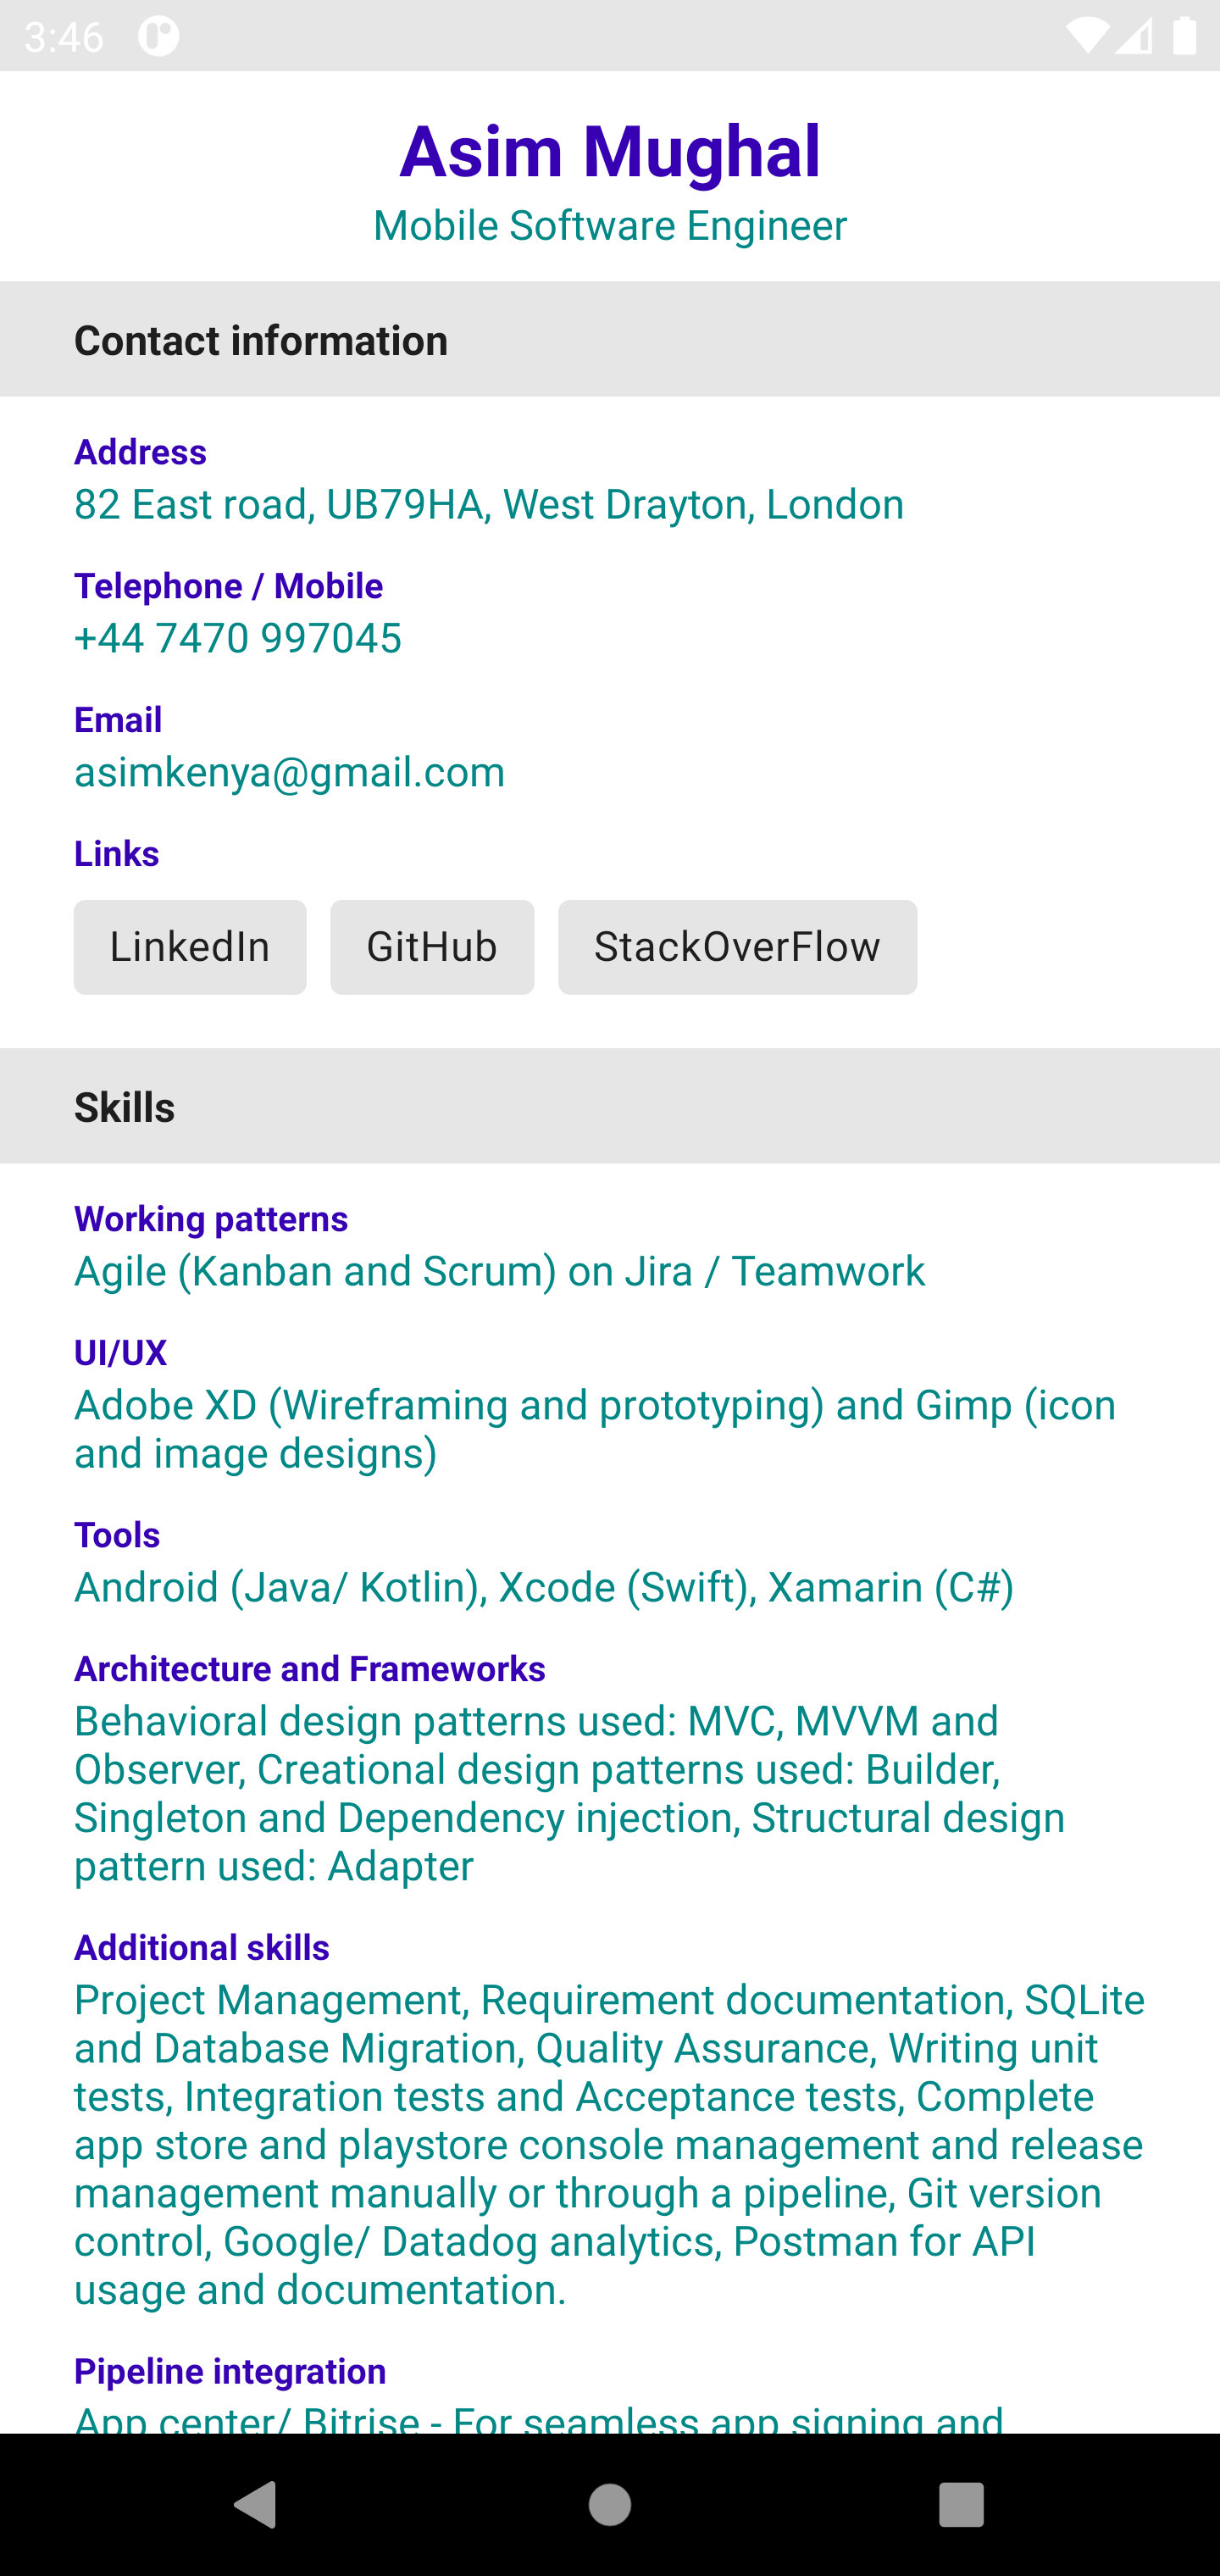 3:46
Asim Mughal
Mobile Software Engineer
Contact information
Address
82 East road, UB79HA, West Drayton, London
Telephone / Mobile
+44 7470 997045
Email
asimkenya@gmail.com
Links
LinkedIn GitHub StackOverFlow
Skills
Working patterns
Agile (Kanban and Scrum) on Jira / Teamwork
UI/UX
Adobe XD (Wireframing and prototyping) and Gimp (icon
and image designs)
Tools
Android (Java/ Kotlin), Xcode (Swift), Xamarin (C#)
Architecture and Frameworks
Behavioral design patterns used: MVC, MVVM and
Observer, Creational design patterns used: Builder,
Singleton and Dependency injection, Structural design
pattern used: Adapter
Additional skills
Project Management, Requirement documentation, SQLite
and Database Migration, Quality Assurance, Writing unit
tests, Integration tests and Acceptance tests, Complete
app store and playstore console management and release
management manually or through a pipeline, Git version
control, Google/ Datadog analytics, Postman for API
usage and documentation.
Pipeline integration
App center/ Bitrise - For seamless app signing and